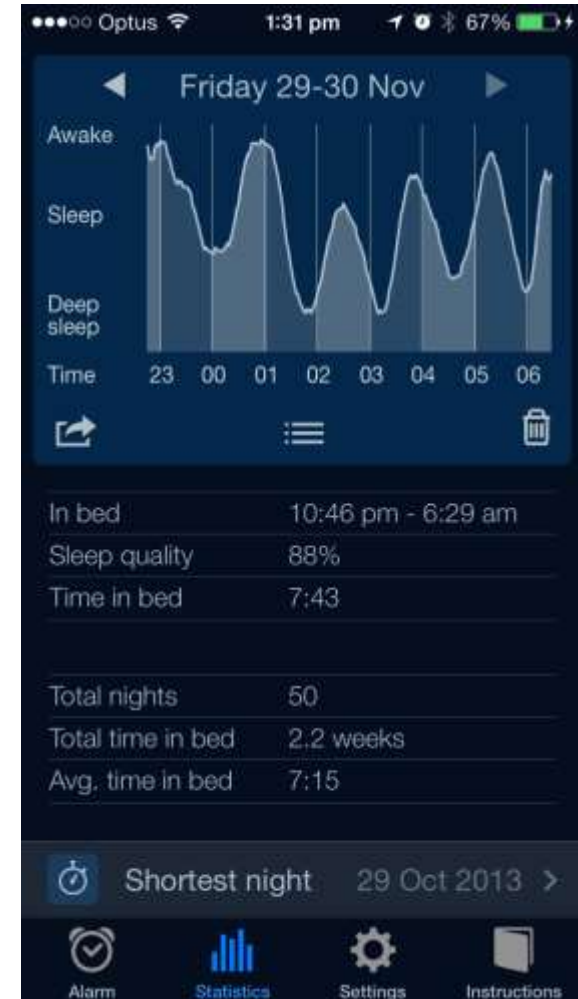 Optus 1:31 pm 67%
Friday 29-30 Nov
Awake
Sleep
Deep
sleep
Time 23 00 01 02 03 04 05 06
In bed 10:46 pm - 6:29 am
Sleep quality 88%
Time in bed 7:43
Total nights 50
Total time in bed 2.2 weeks
Avg. time in bed 7:15
Shortest night 29 Oct 2013 >
Alarm Statistics Settings Instructions